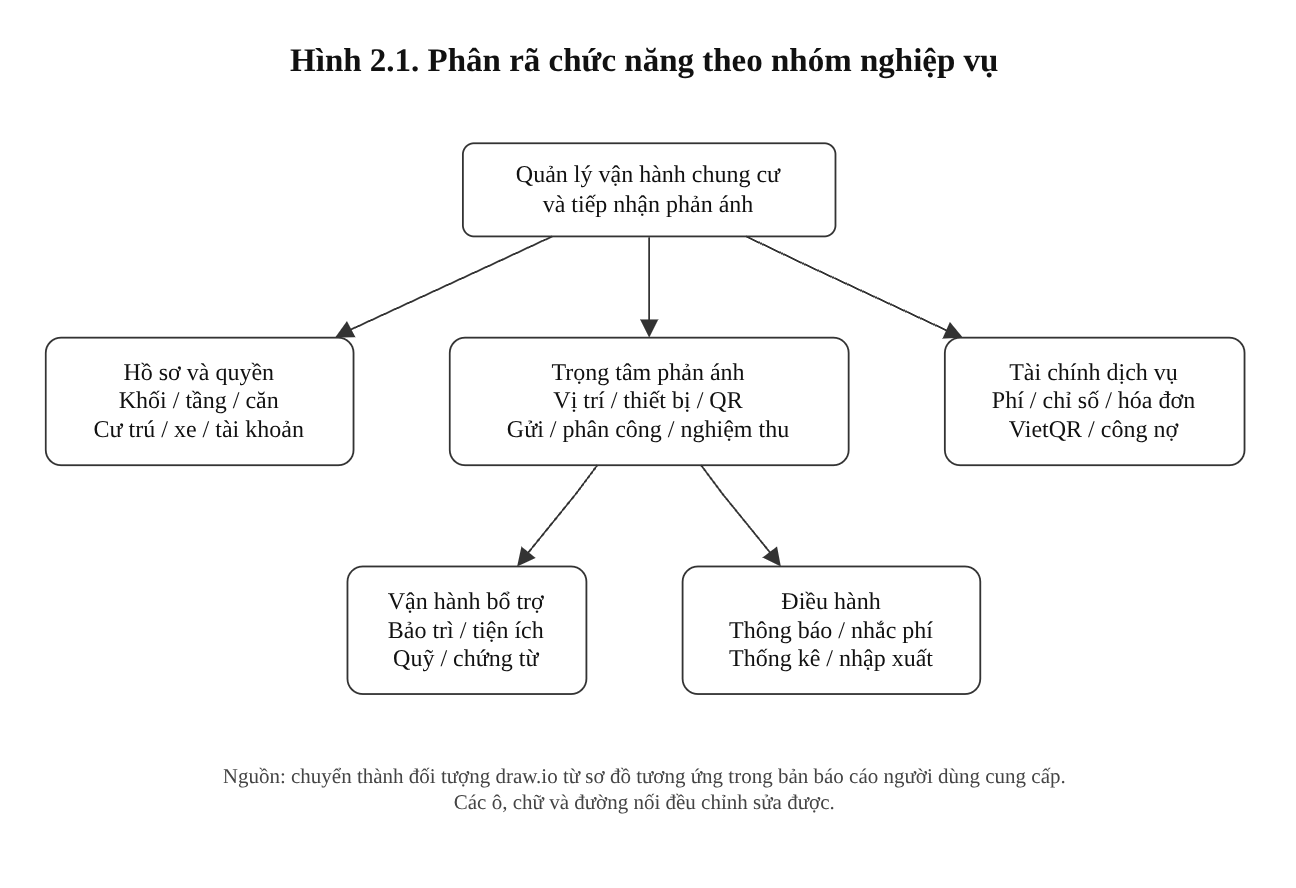 Hình 2.1. Phân rã chức năng theo nhóm nghiệp vụ
Quản lý vận hành chung cư
và tiếp nhận phản ánh
Hồ sơ và quyền
Khối / tầng / căn
Cư trú / xe / tài khoản
Trọng tâm phản ánh
Vị trí / thiết bị / QR
Gửi / phân công / nghiệm thu
Tài chính dịch vụ
Phí / chỉ số / hóa đơn
VietQR / công nợ
Vận hành bổ trợ
Bảo trì / tiện ích
Quỹ / chứng từ
Điều hành
Thông báo / nhắc phí
Thống kê / nhập xuất
Nguồn: chuyển thành đối tượng draw.io từ sơ đồ tương ứng trong bản báo cáo người dùng cung cấp.
Các ô, chữ và đường nối đều chỉnh sửa được.